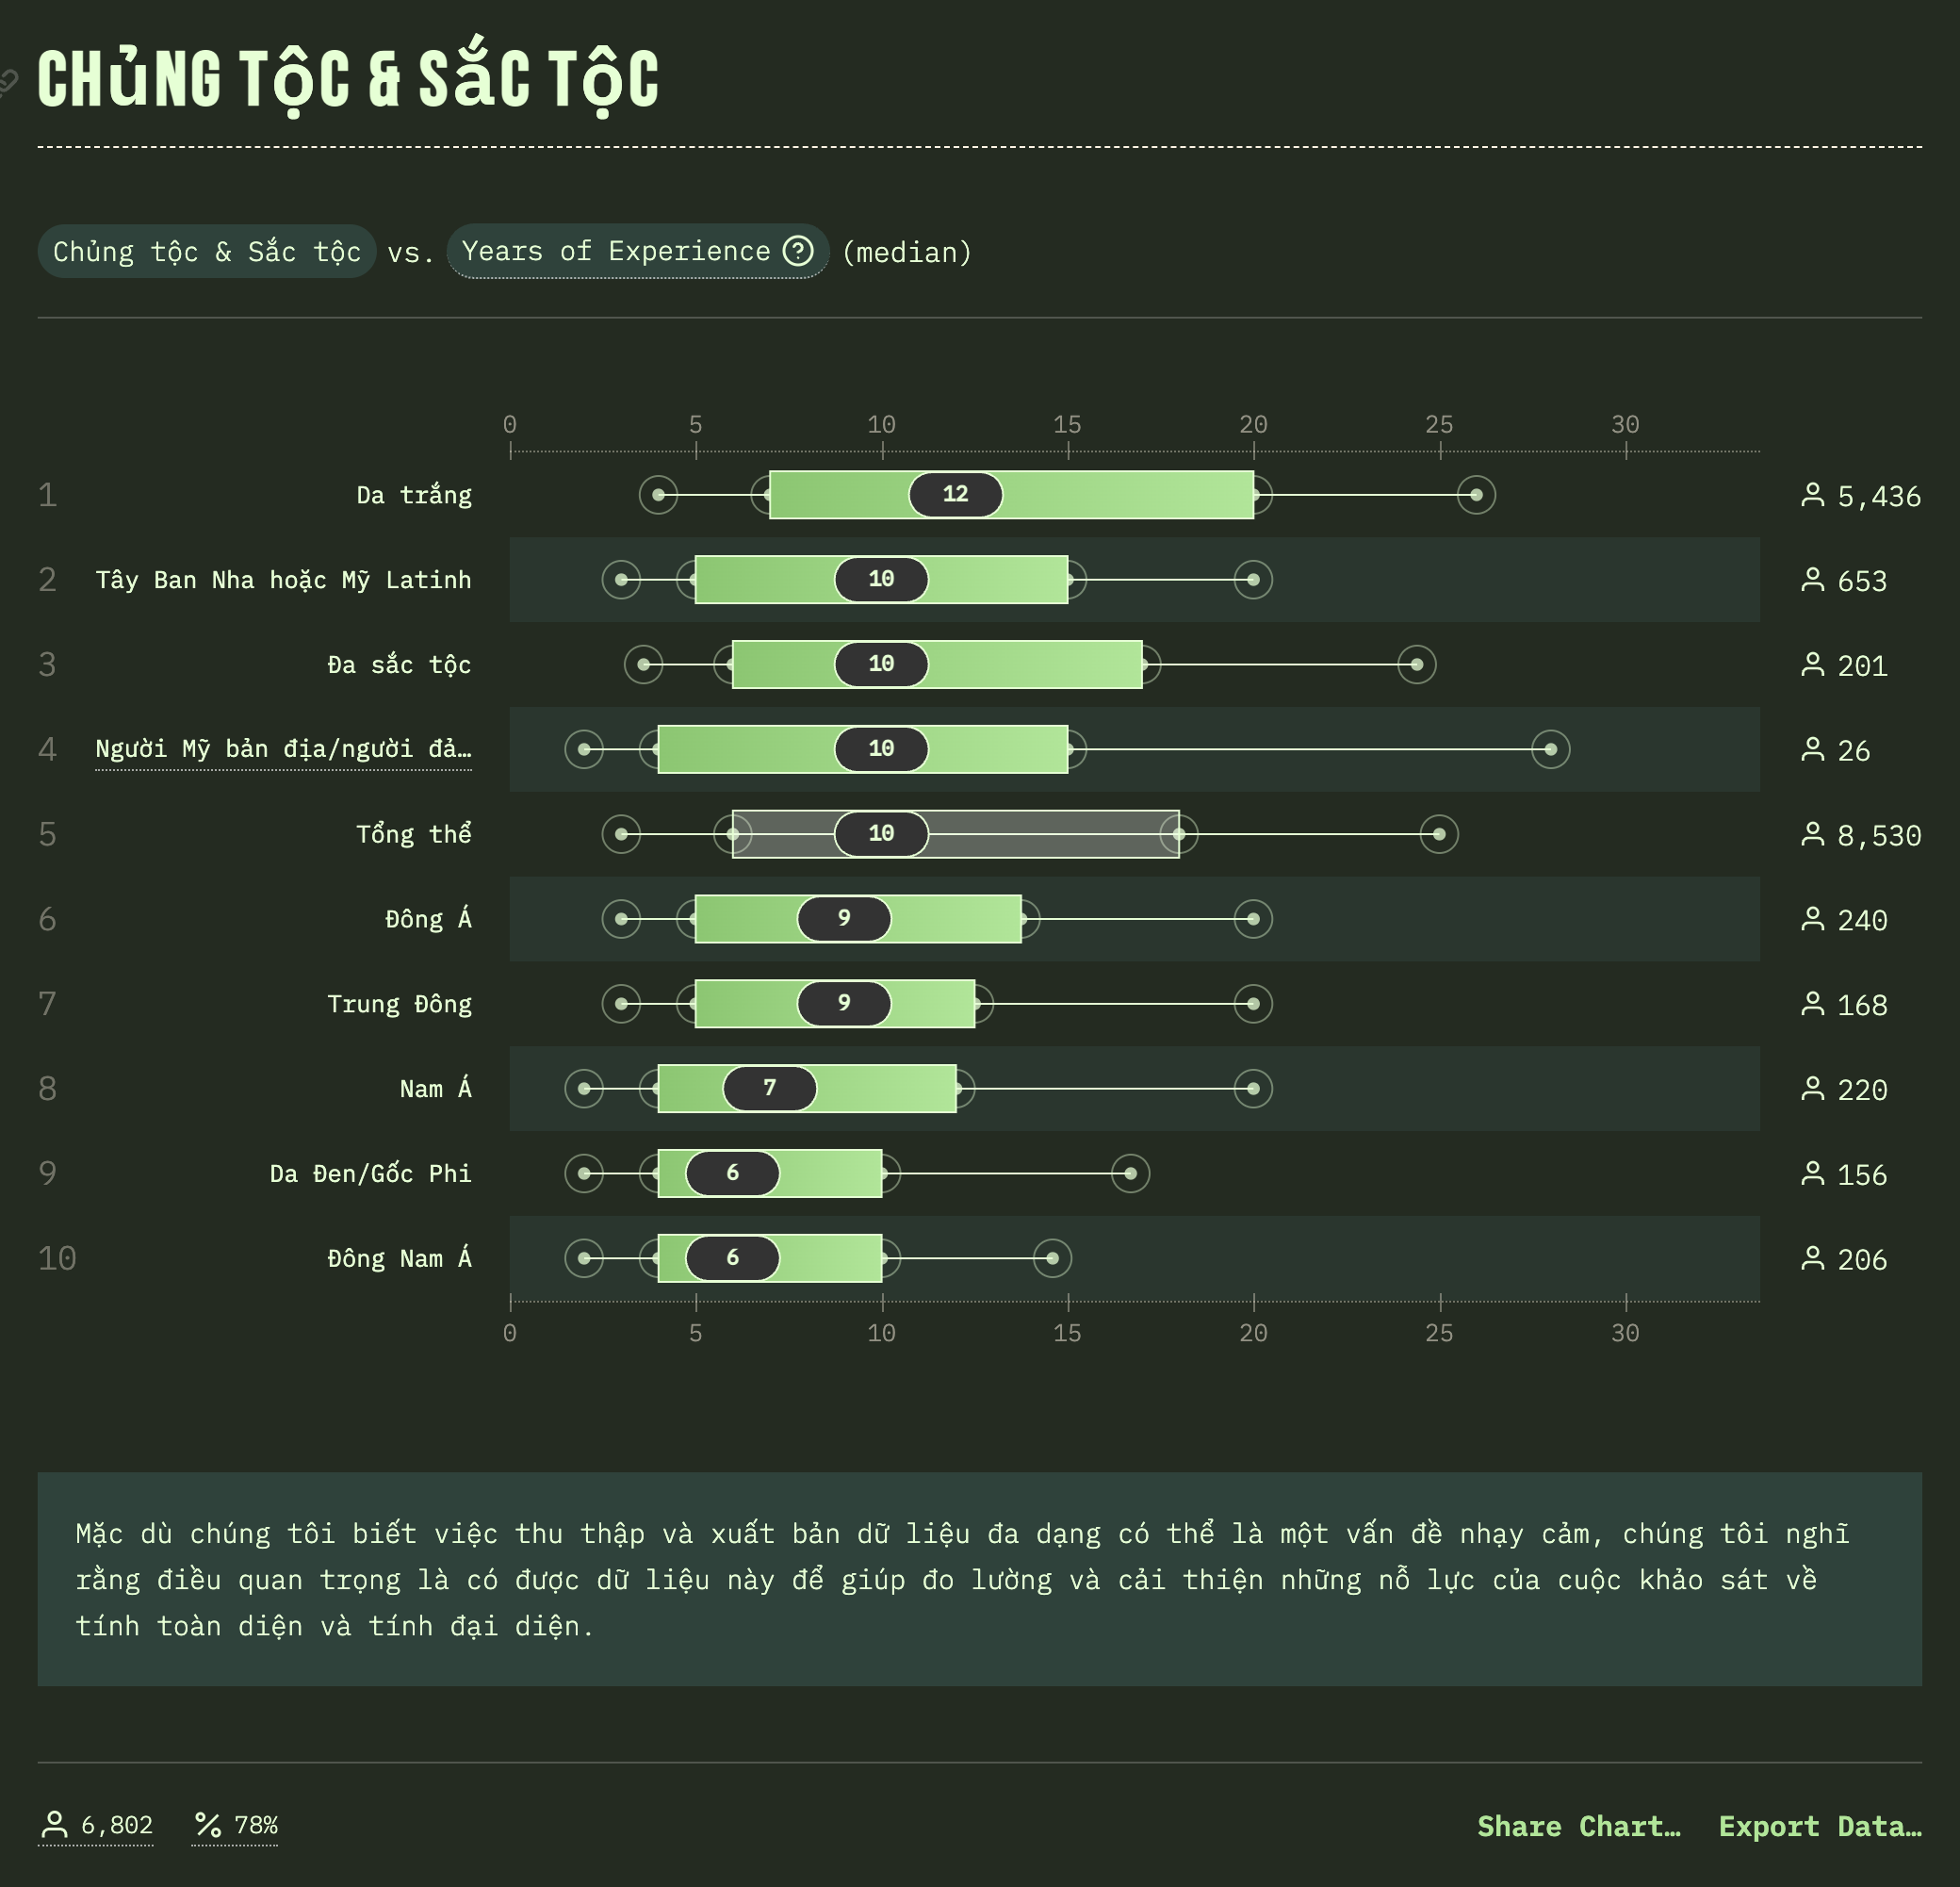 CHủNG TộC & SắC TộC
Chủng tộc & Sắc tộc vs. Years of Experience (median)
0 5 10 15 20 25 30
1 Da trắng 12 5,436
2 Tây Ban Nha hoặc Mỹ Latinh 10 653
3 Đa sắc tộc 10 201
4 Người Mỹ bản địa/người đả… 10 26
5 Tổng thể 10 8,530
6 Đông Á 9 240
7 Trung Đông 9 168
8 Nam Á 7 220
9 Da Đen/Gốc Phi 6 156
10 Đông Nam Á 6 206
0 5 10 15 20 25 30
Mặc dù chúng tôi biết việc thu thập và xuất bản dữ liệu đa dạng có thể là một vấn đề nhạy cảm, chúng tôi nghĩ
rằng điều quan trọng là có được dữ liệu này để giúp đo lường và cải thiện những nỗ lực của cuộc khảo sát về
tính toàn diện và tính đại diện.
6,802 78% Share Chart… Export Data…